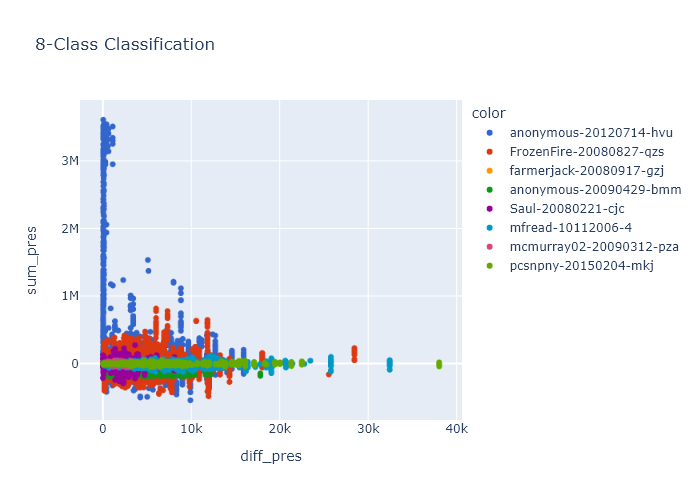 8-Class Classification
color
anonymous-20120714-hvu
FrozenFire-20080827-qzs
farmerjack-20080917-gzj
anonymous-20090429-bmm
Saul-20080221-cjc
mfread-10112006-4
mcmurray02-20090312-pza
pcsnpny-20150204-mkj
3M
2M
1M
0
sum_pres
0 10k 20k 30k 40k
diff_pres